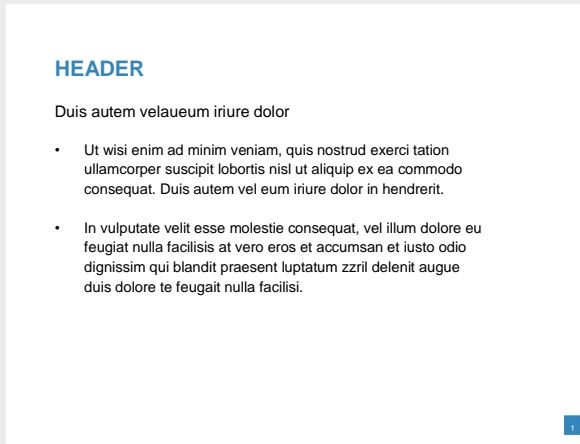 HEADER
Duis autem velaueum iriure dolor
• Ut wisi enim ad minim veniam, quis nostrud exerci tation
ullamcorper suscipit lobortis nisl ut aliquip ex ea commodo
consequat. Duis autem vel eum iriure dolor in hendrerit.
• In vulputate velit esse molestie consequat, vel illum dolore eu
feugiat nulla facilisis at vero eros et accumsan et iusto odio
dignissim qui blandit praesent luptatum zzril delenit augue
duis dolore te feugait nulla facilisi.
1